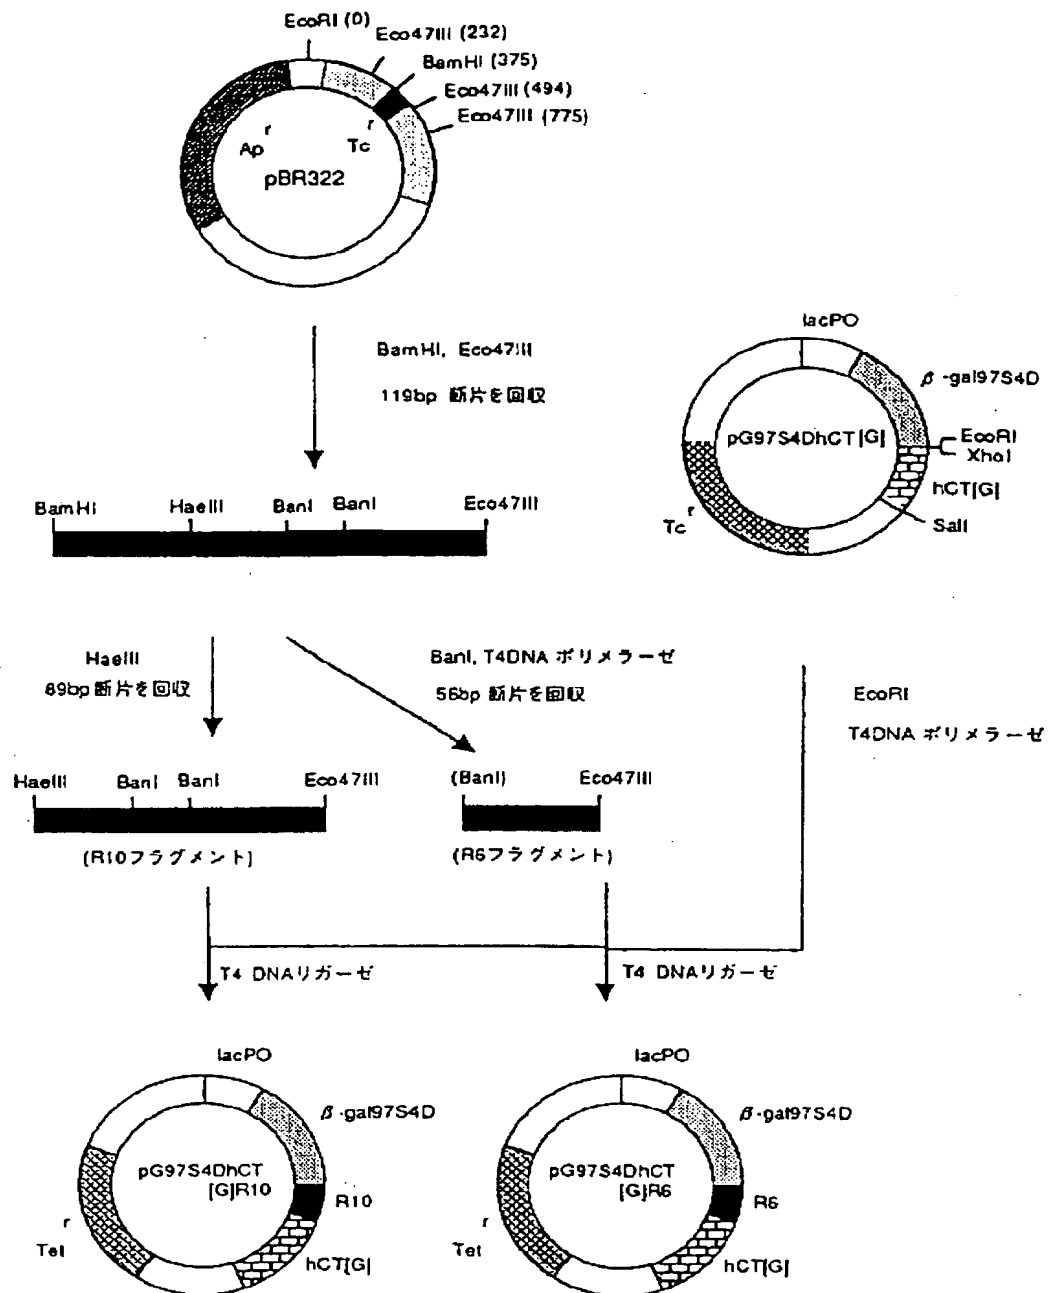 EcoRI (0)
Eco47III (232)
BamHI (375)
Eco47III (494)
Eco47III (775)
r
Ap
r
Tc
pBR322
BamHI, Eco47III
119bp 断片を回収
lacPO
β-gal97S4D
pG97S4DhCT[G]
EcoRI
XhoI
hCT[G]
SalI
r
Tc
BamHI
HaeIII
BanI
BanI
Eco47III
HaeIII
89bp 断片を回収
BanI, T4DNA ポリメラーゼ
56bp 断片を回収
EcoRI
T4DNA ポリメラーゼ
HaeIII
BanI
BanI
Eco47III
(BanI)
Eco47III
(R10フラグメント)
(R6フラグメント)
T4 DNAリガーゼ
T4 DNAリガーゼ
lacPO
β-gal97S4D
pG97S4DhCT
[G]R10
R10
r
Tet
hCT[G]
lacPO
β-gal97S4D
pG97S4DhCT
[G]R6
R6
r
Tet
hCT[G]